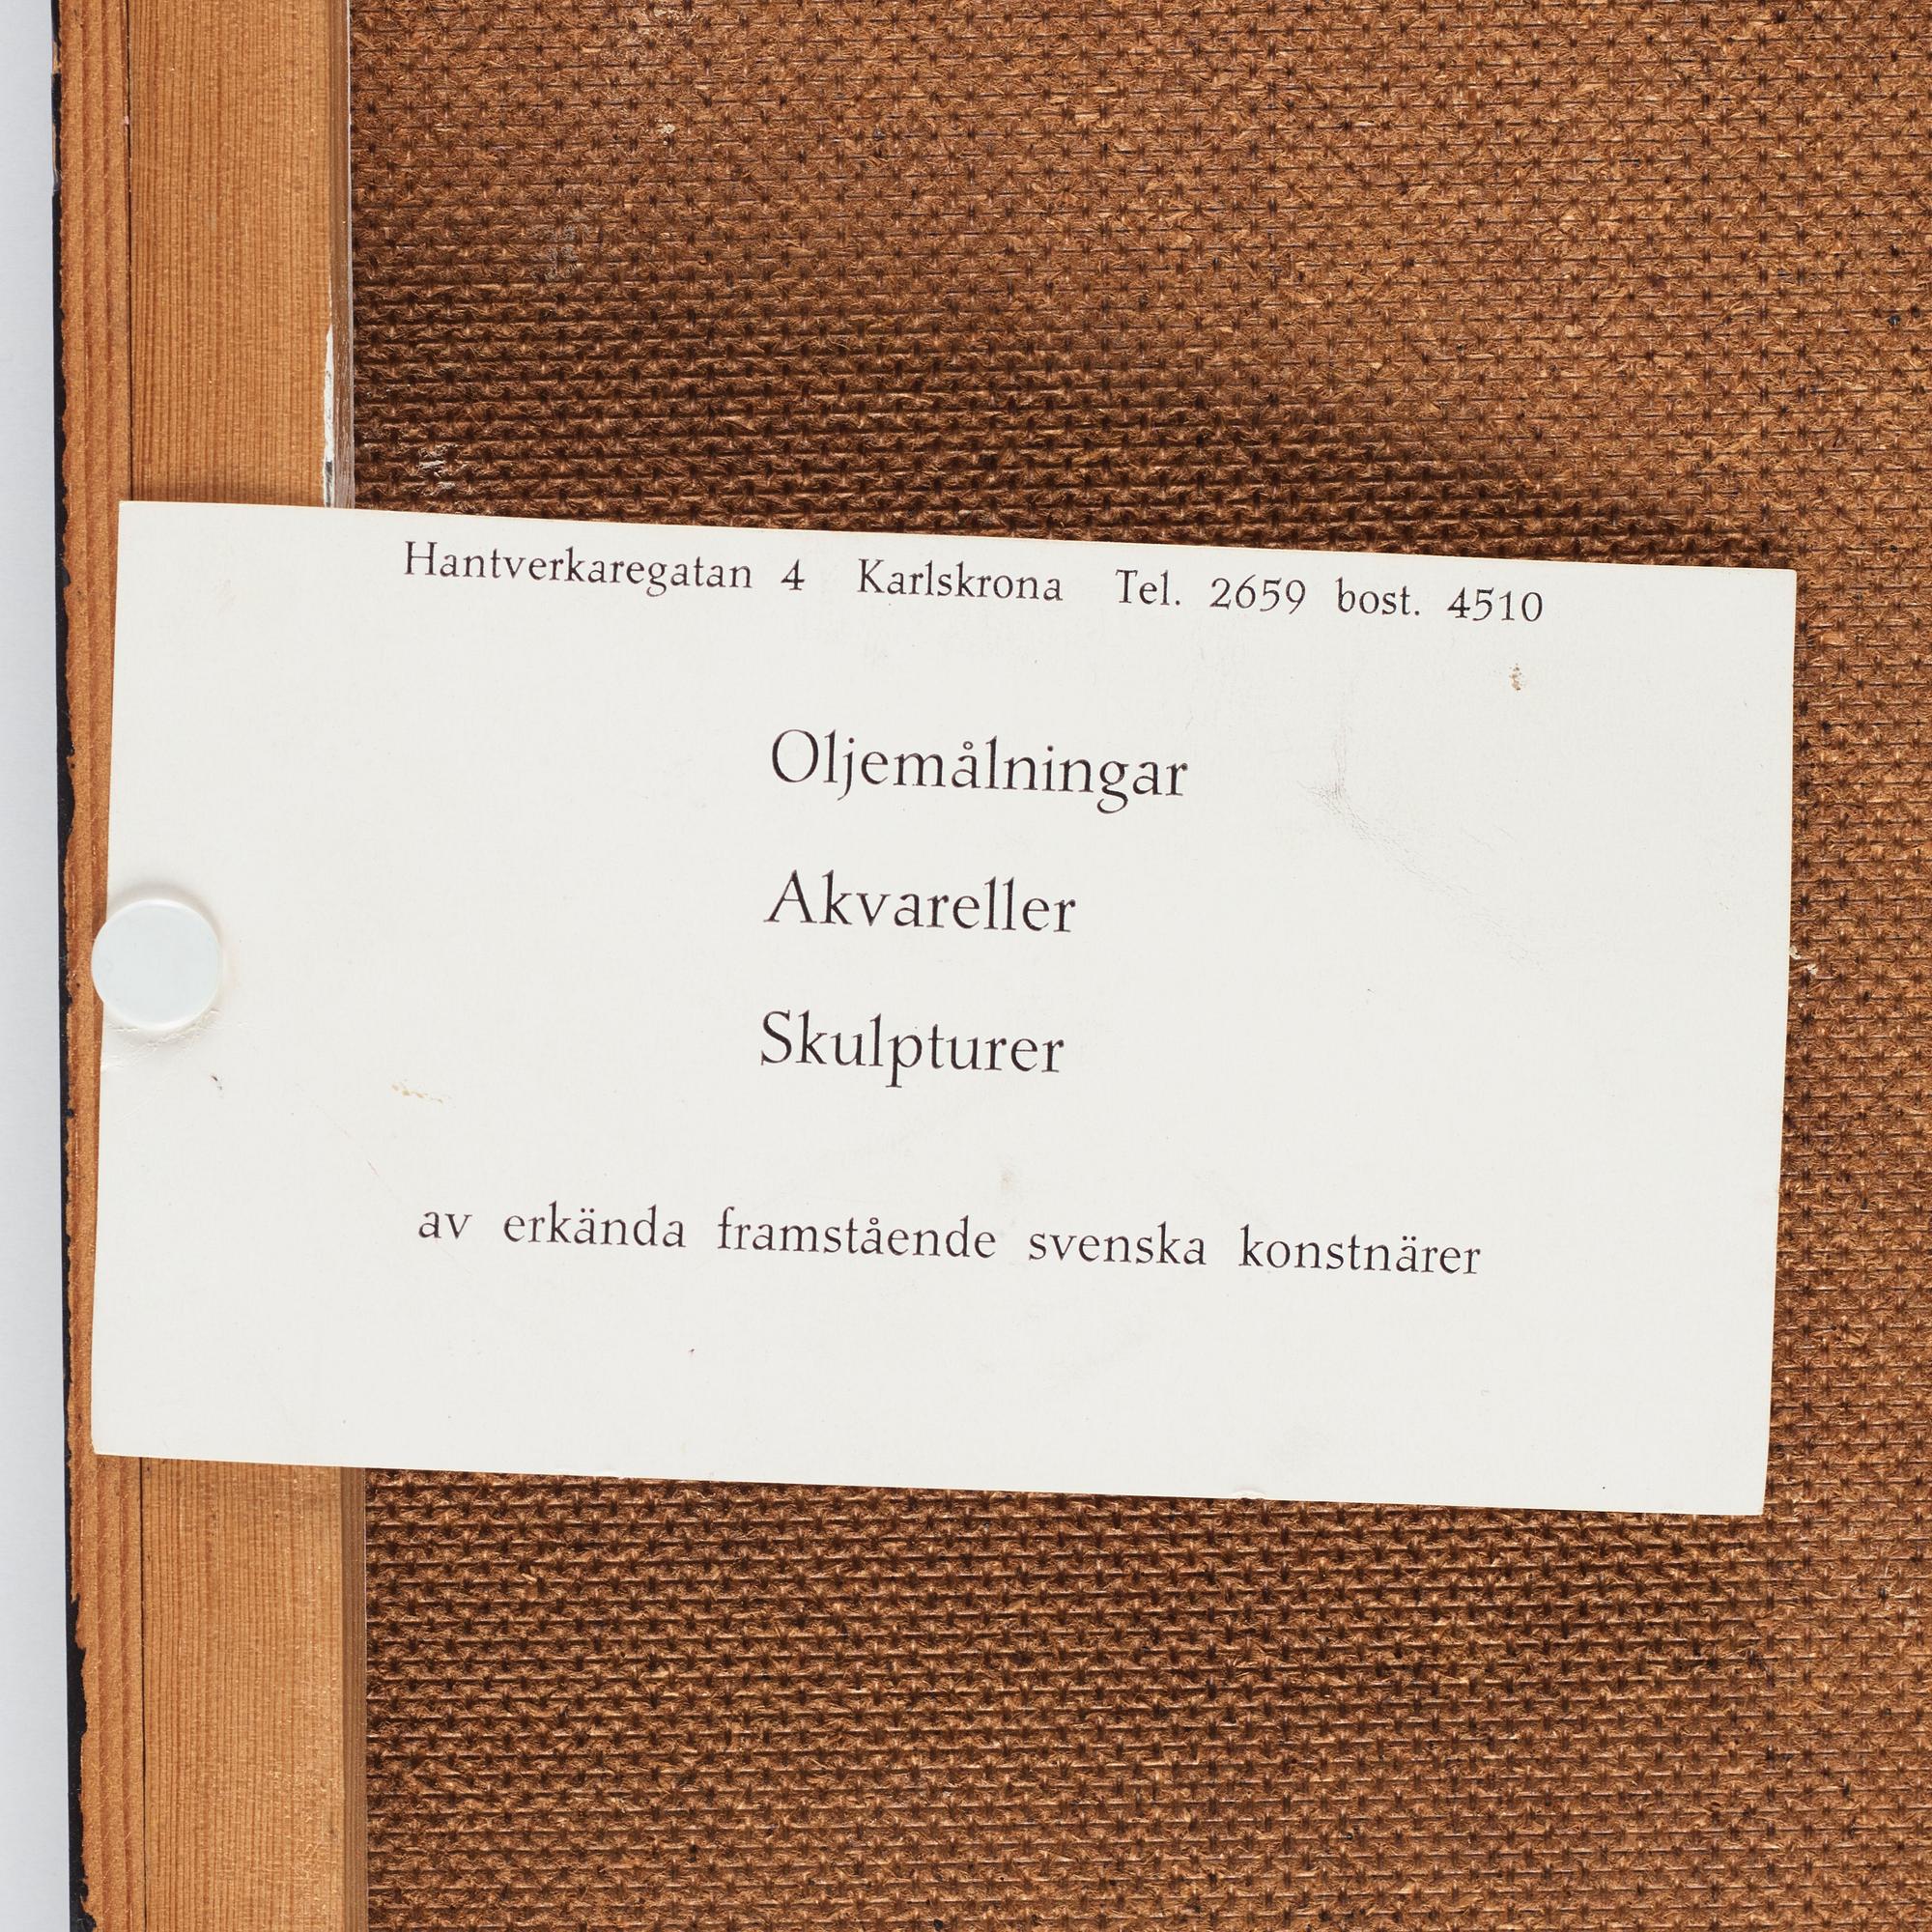 Hantverkaregatan 4 Karlskrona Tel. 2659 bost. 4510
Oljemålningar
Akvareller
Skulpturer
av erkända framstående svenska konstnärer